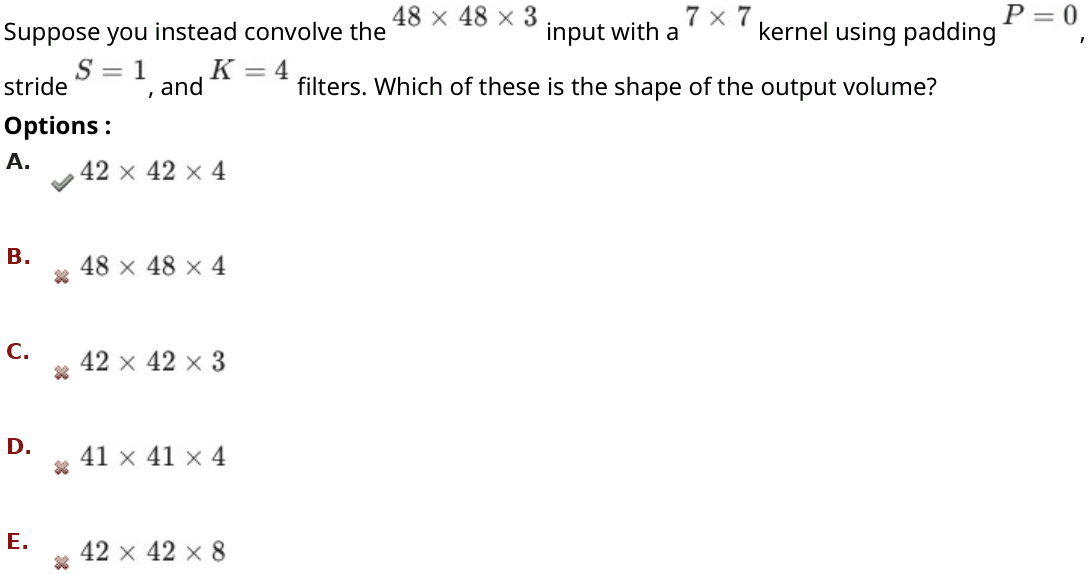 Suppose you instead convolve the 48 × 48 × 3 input with a 7 × 7 kernel using padding P = 0,
stride S = 1, and K = 4 filters. Which of these is the shape of the output volume?
Options :
A. 42 × 42 × 4
B. 48 × 48 × 4
C. 42 × 42 × 3
D. 41 × 41 × 4
E. 42 × 42 × 8